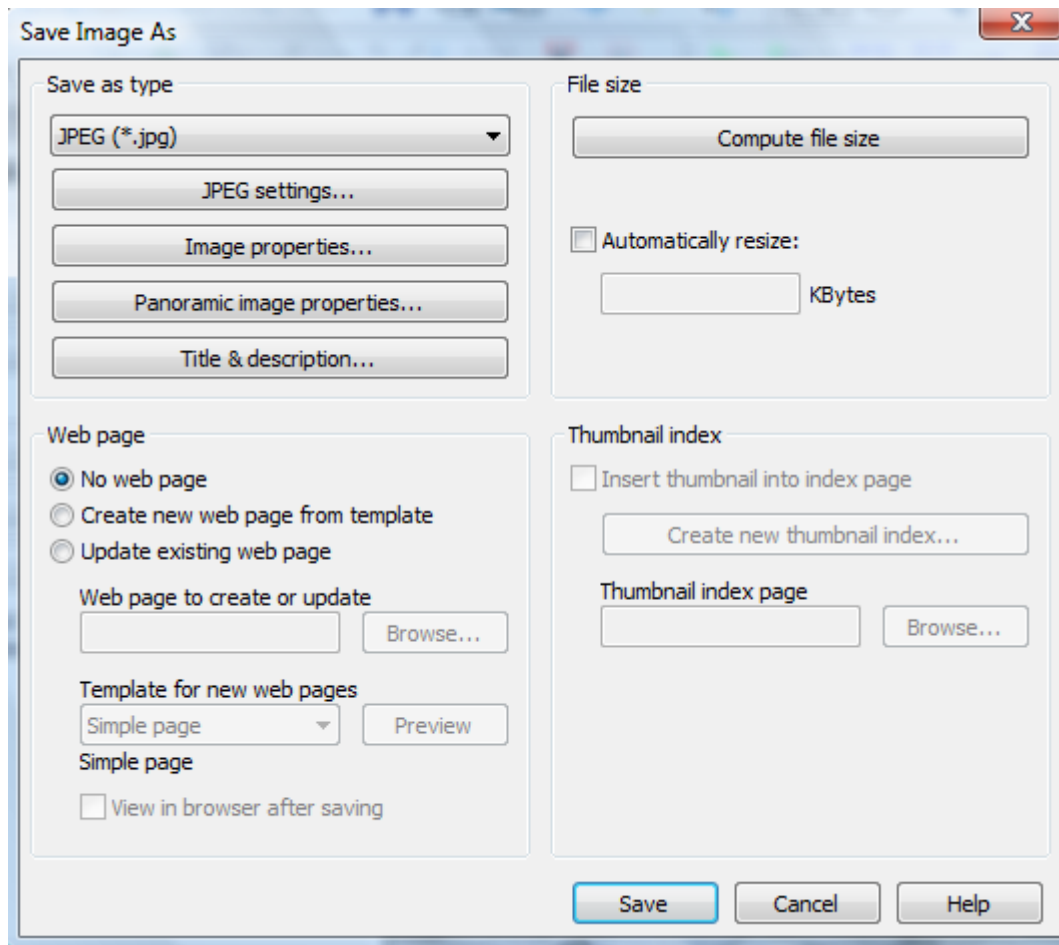 Save Image As
Save as type
JPEG (*.jpg)
JPEG settings...
Image properties...
Panoramic image properties...
Title & description...
File size
Compute file size
Automatically resize:
KBytes
Web page
No web page
Create new web page from template
Update existing web page
Web page to create or update
Browse...
Template for new web pages
Simple page
Preview
Simple page
View in browser after saving
Thumbnail index
Insert thumbnail into index page
Create new thumbnail index...
Thumbnail index page
Browse...
Save
Cancel
Help